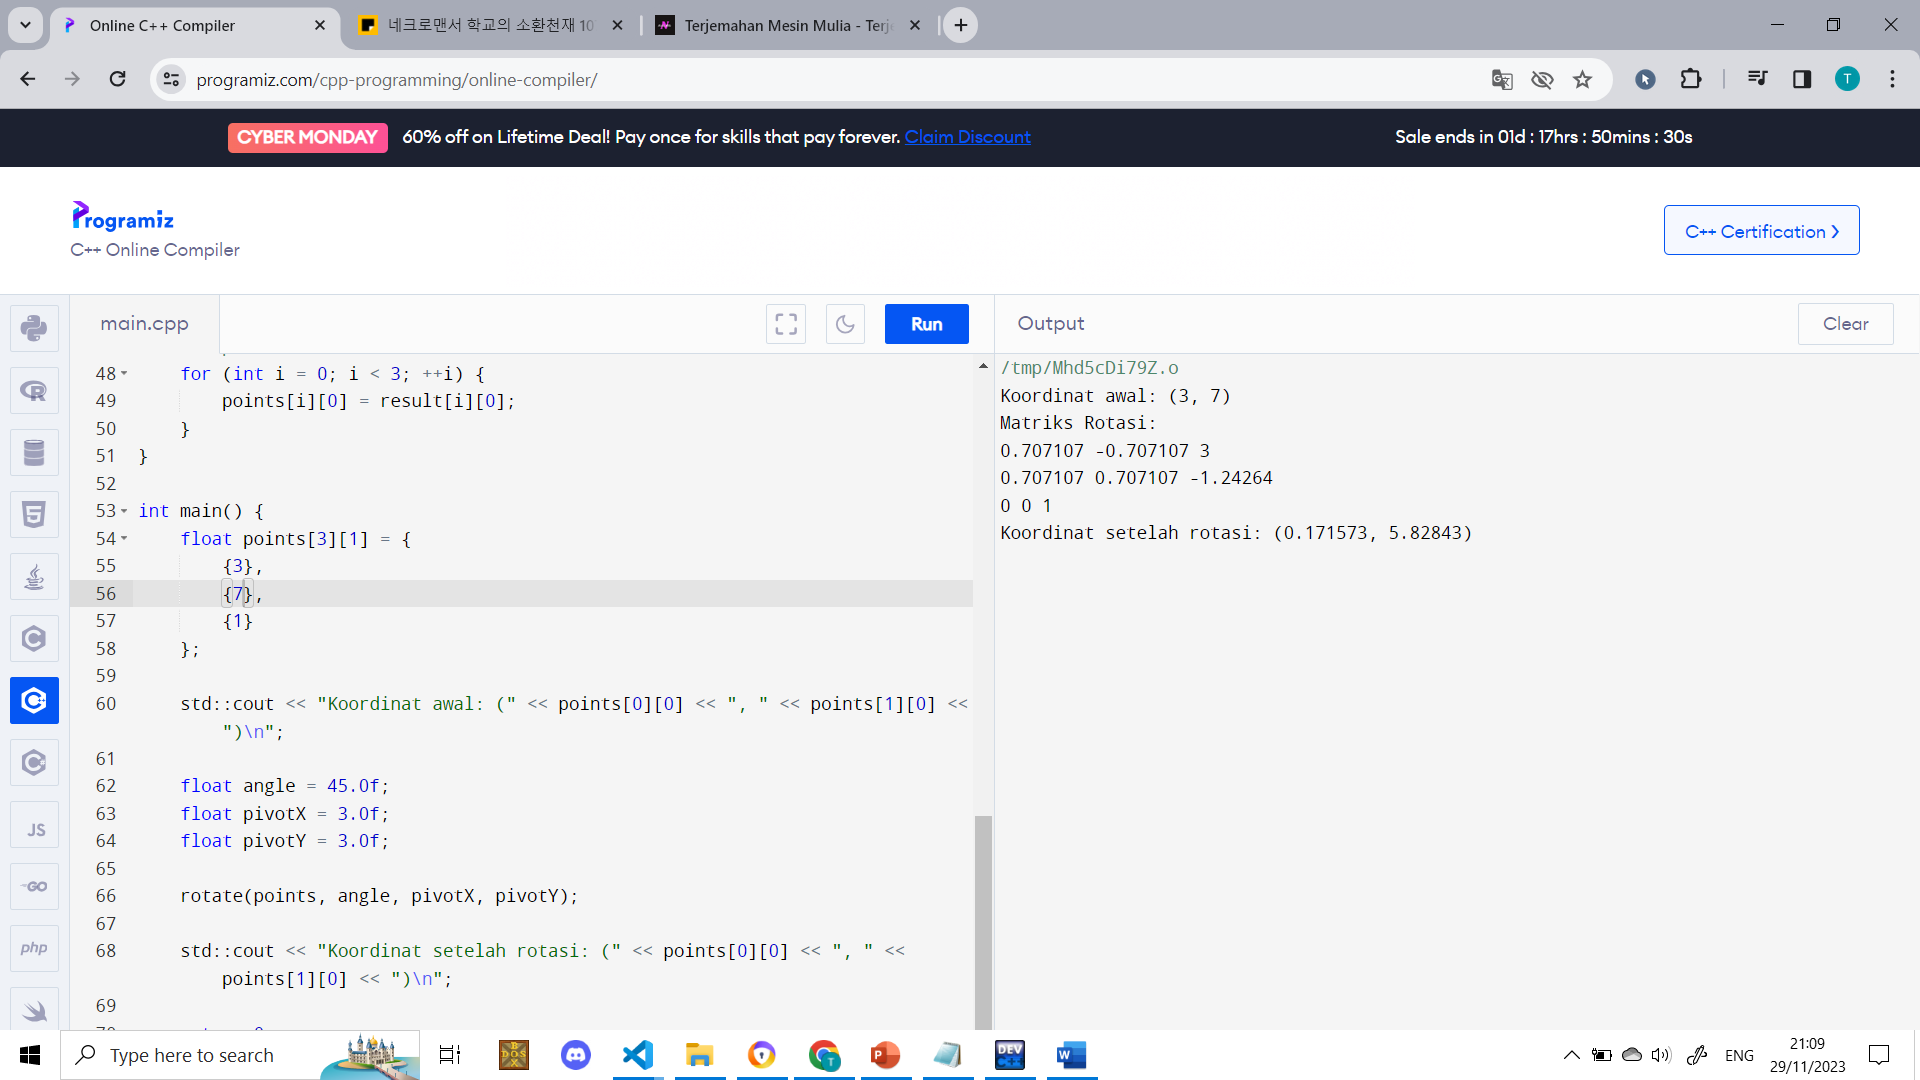 Online C++ Compiler
네크로맨서 학교의 소환천재 10
Terjemahan Mesin Mulia - Terje
programiz.com/cpp-programming/online-compiler/
T
CYBER MONDAY 60% off on Lifetime Deal! Pay once for skills that pay forever. Claim Discount
Sale ends in 01d : 17hrs : 50mins : 30s
Programiz
C++ Online Compiler
C++ Certification ›
main.cpp
Run
Output
Clear
48 for (int i = 0; i < 3; ++i) {
49 points[i][0] = result[i][0];
50 }
51 }
52
53 int main() {
54 float points[3][1] = {
55 {3},
56 {7},
57 {1}
58 };
59
60 std::cout << "Koordinat awal: (" << points[0][0] << ", " << points[1][0] <<
")\n";
61
62 float angle = 45.0f;
63 float pivotX = 3.0f;
64 float pivotY = 3.0f;
65
66 rotate(points, angle, pivotX, pivotY);
67
68 std::cout << "Koordinat setelah rotasi: (" << points[0][0] << ", " <<
points[1][0] << ")\n";
69
/tmp/Mhd5cDi79Z.o
Koordinat awal: (3, 7)
Matriks Rotasi:
0.707107 -0.707107 3
0.707107 0.707107 -1.24264
0 0 1
Koordinat setelah rotasi: (0.171573, 5.82843)
JS
GO
php
Type here to search
B
DOS
X
T
P
DEV
C++
W
ENG
21:09
29/11/2023